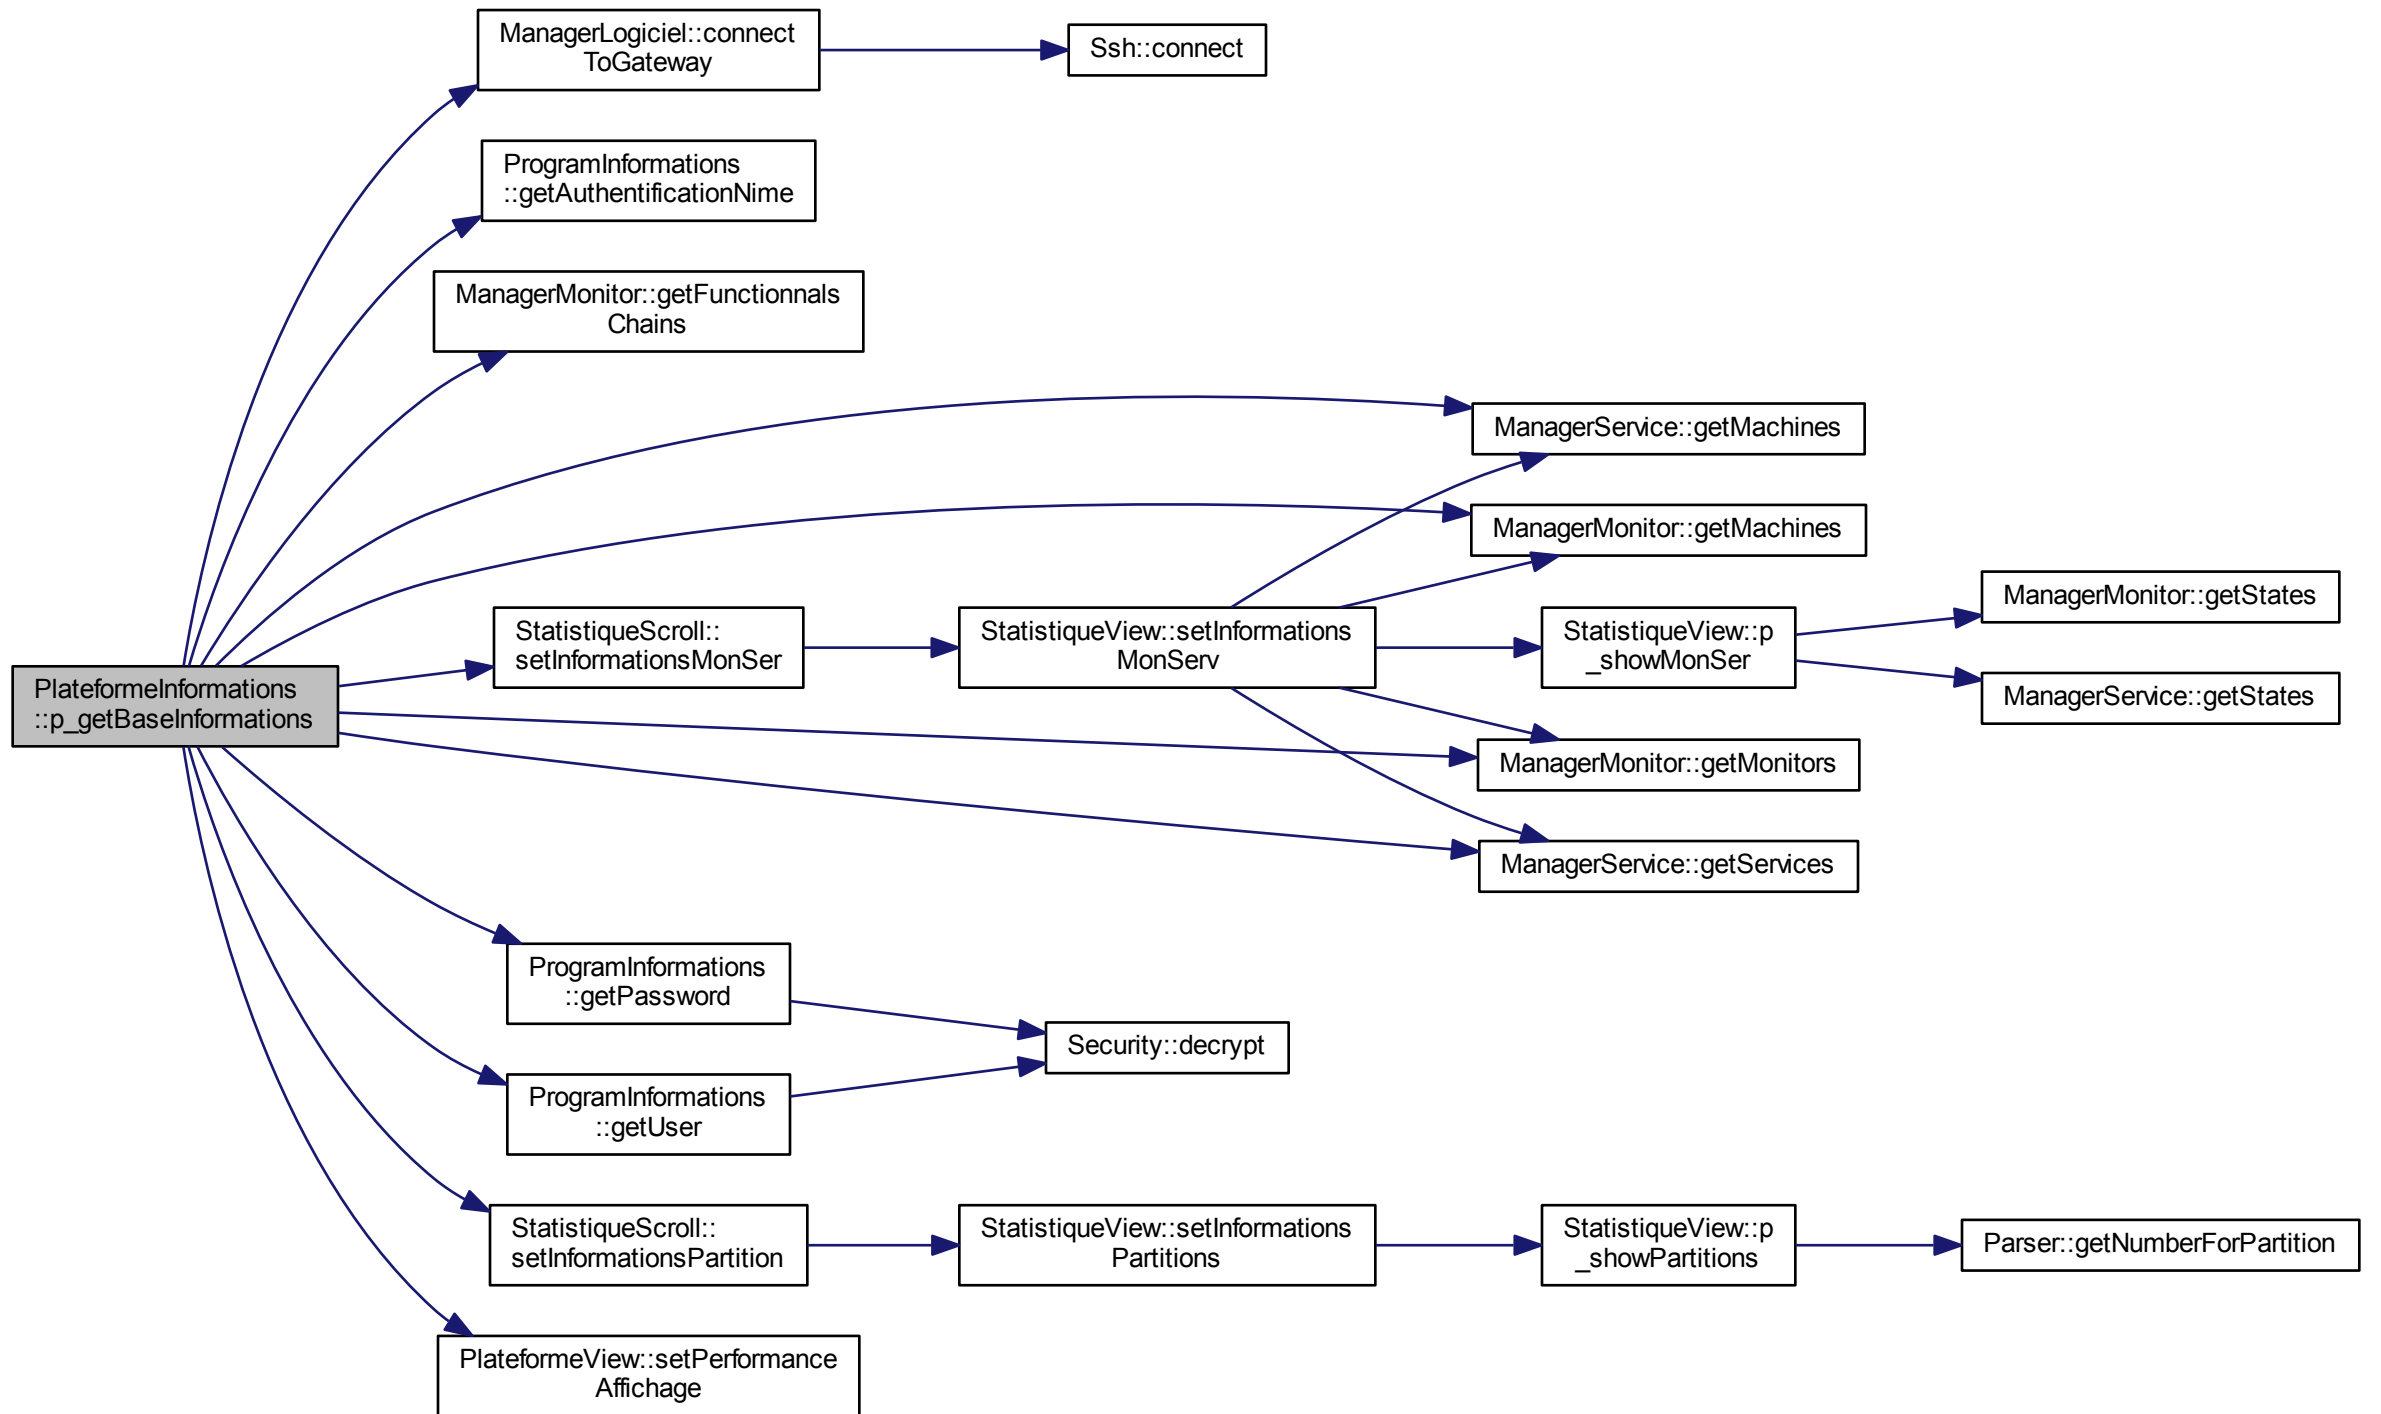 ManagerLogiciel::connect
ToGateway
Ssh::connect
ProgramInformations
::getAuthentificationNime
ManagerMonitor::getFunctionnals
Chains
ManagerService::getMachines
ManagerMonitor::getMachines
StatistiqueScroll::
setInformationsMonSer
StatistiqueView::setInformations
MonServ
StatistiqueView::p
_showMonSer
ManagerMonitor::getStates
ManagerService::getStates
PlateformeInformations
::p_getBaseInformations
ManagerMonitor::getMonitors
ManagerService::getServices
ProgramInformations
::getPassword
Security::decrypt
ProgramInformations
::getUser
StatistiqueScroll::
setInformationsPartition
StatistiqueView::setInformations
Partitions
StatistiqueView::p
_showPartitions
Parser::getNumberForPartition
PlateformeView::setPerformance
Affichage